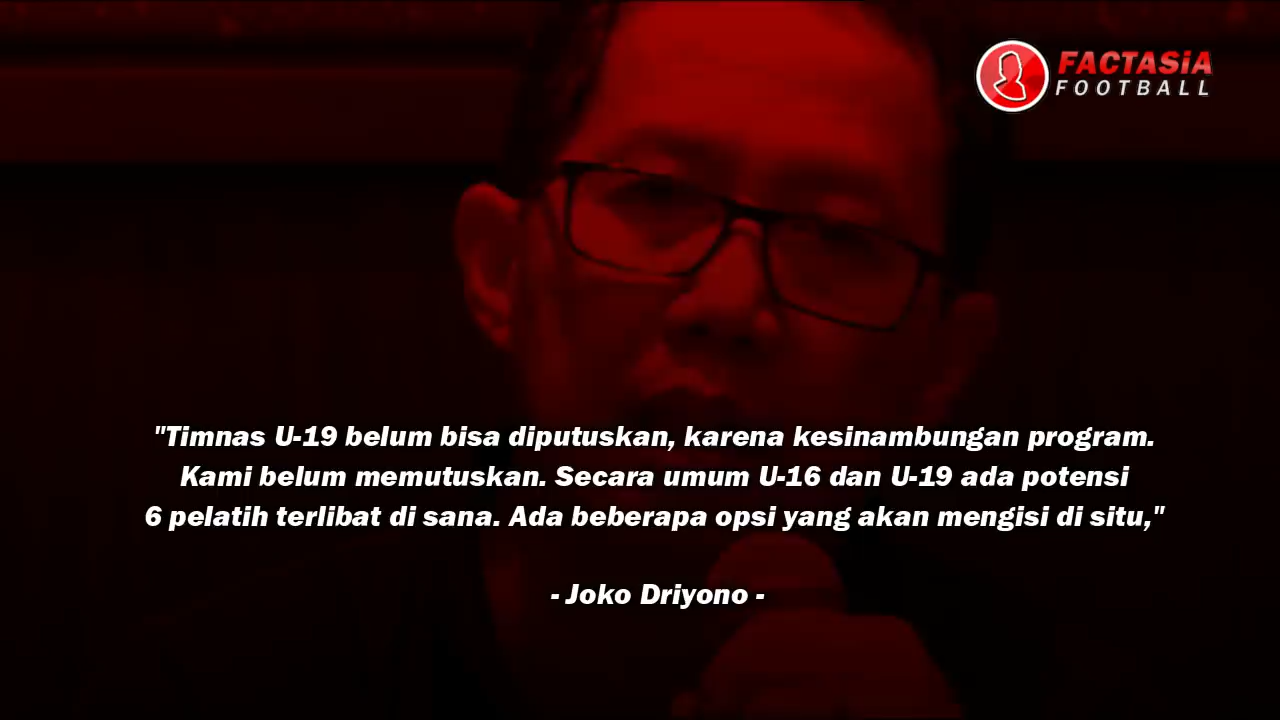 FACTASiA
FOOTBALL
"Timnas U-19 belum bisa diputuskan, karena kesinambungan program.
Kami belum memutuskan. Secara umum U-16 dan U-19 ada potensi
6 pelatih terlibat di sana. Ada beberapa opsi yang akan mengisi di situ,"
- Joko Driyono -